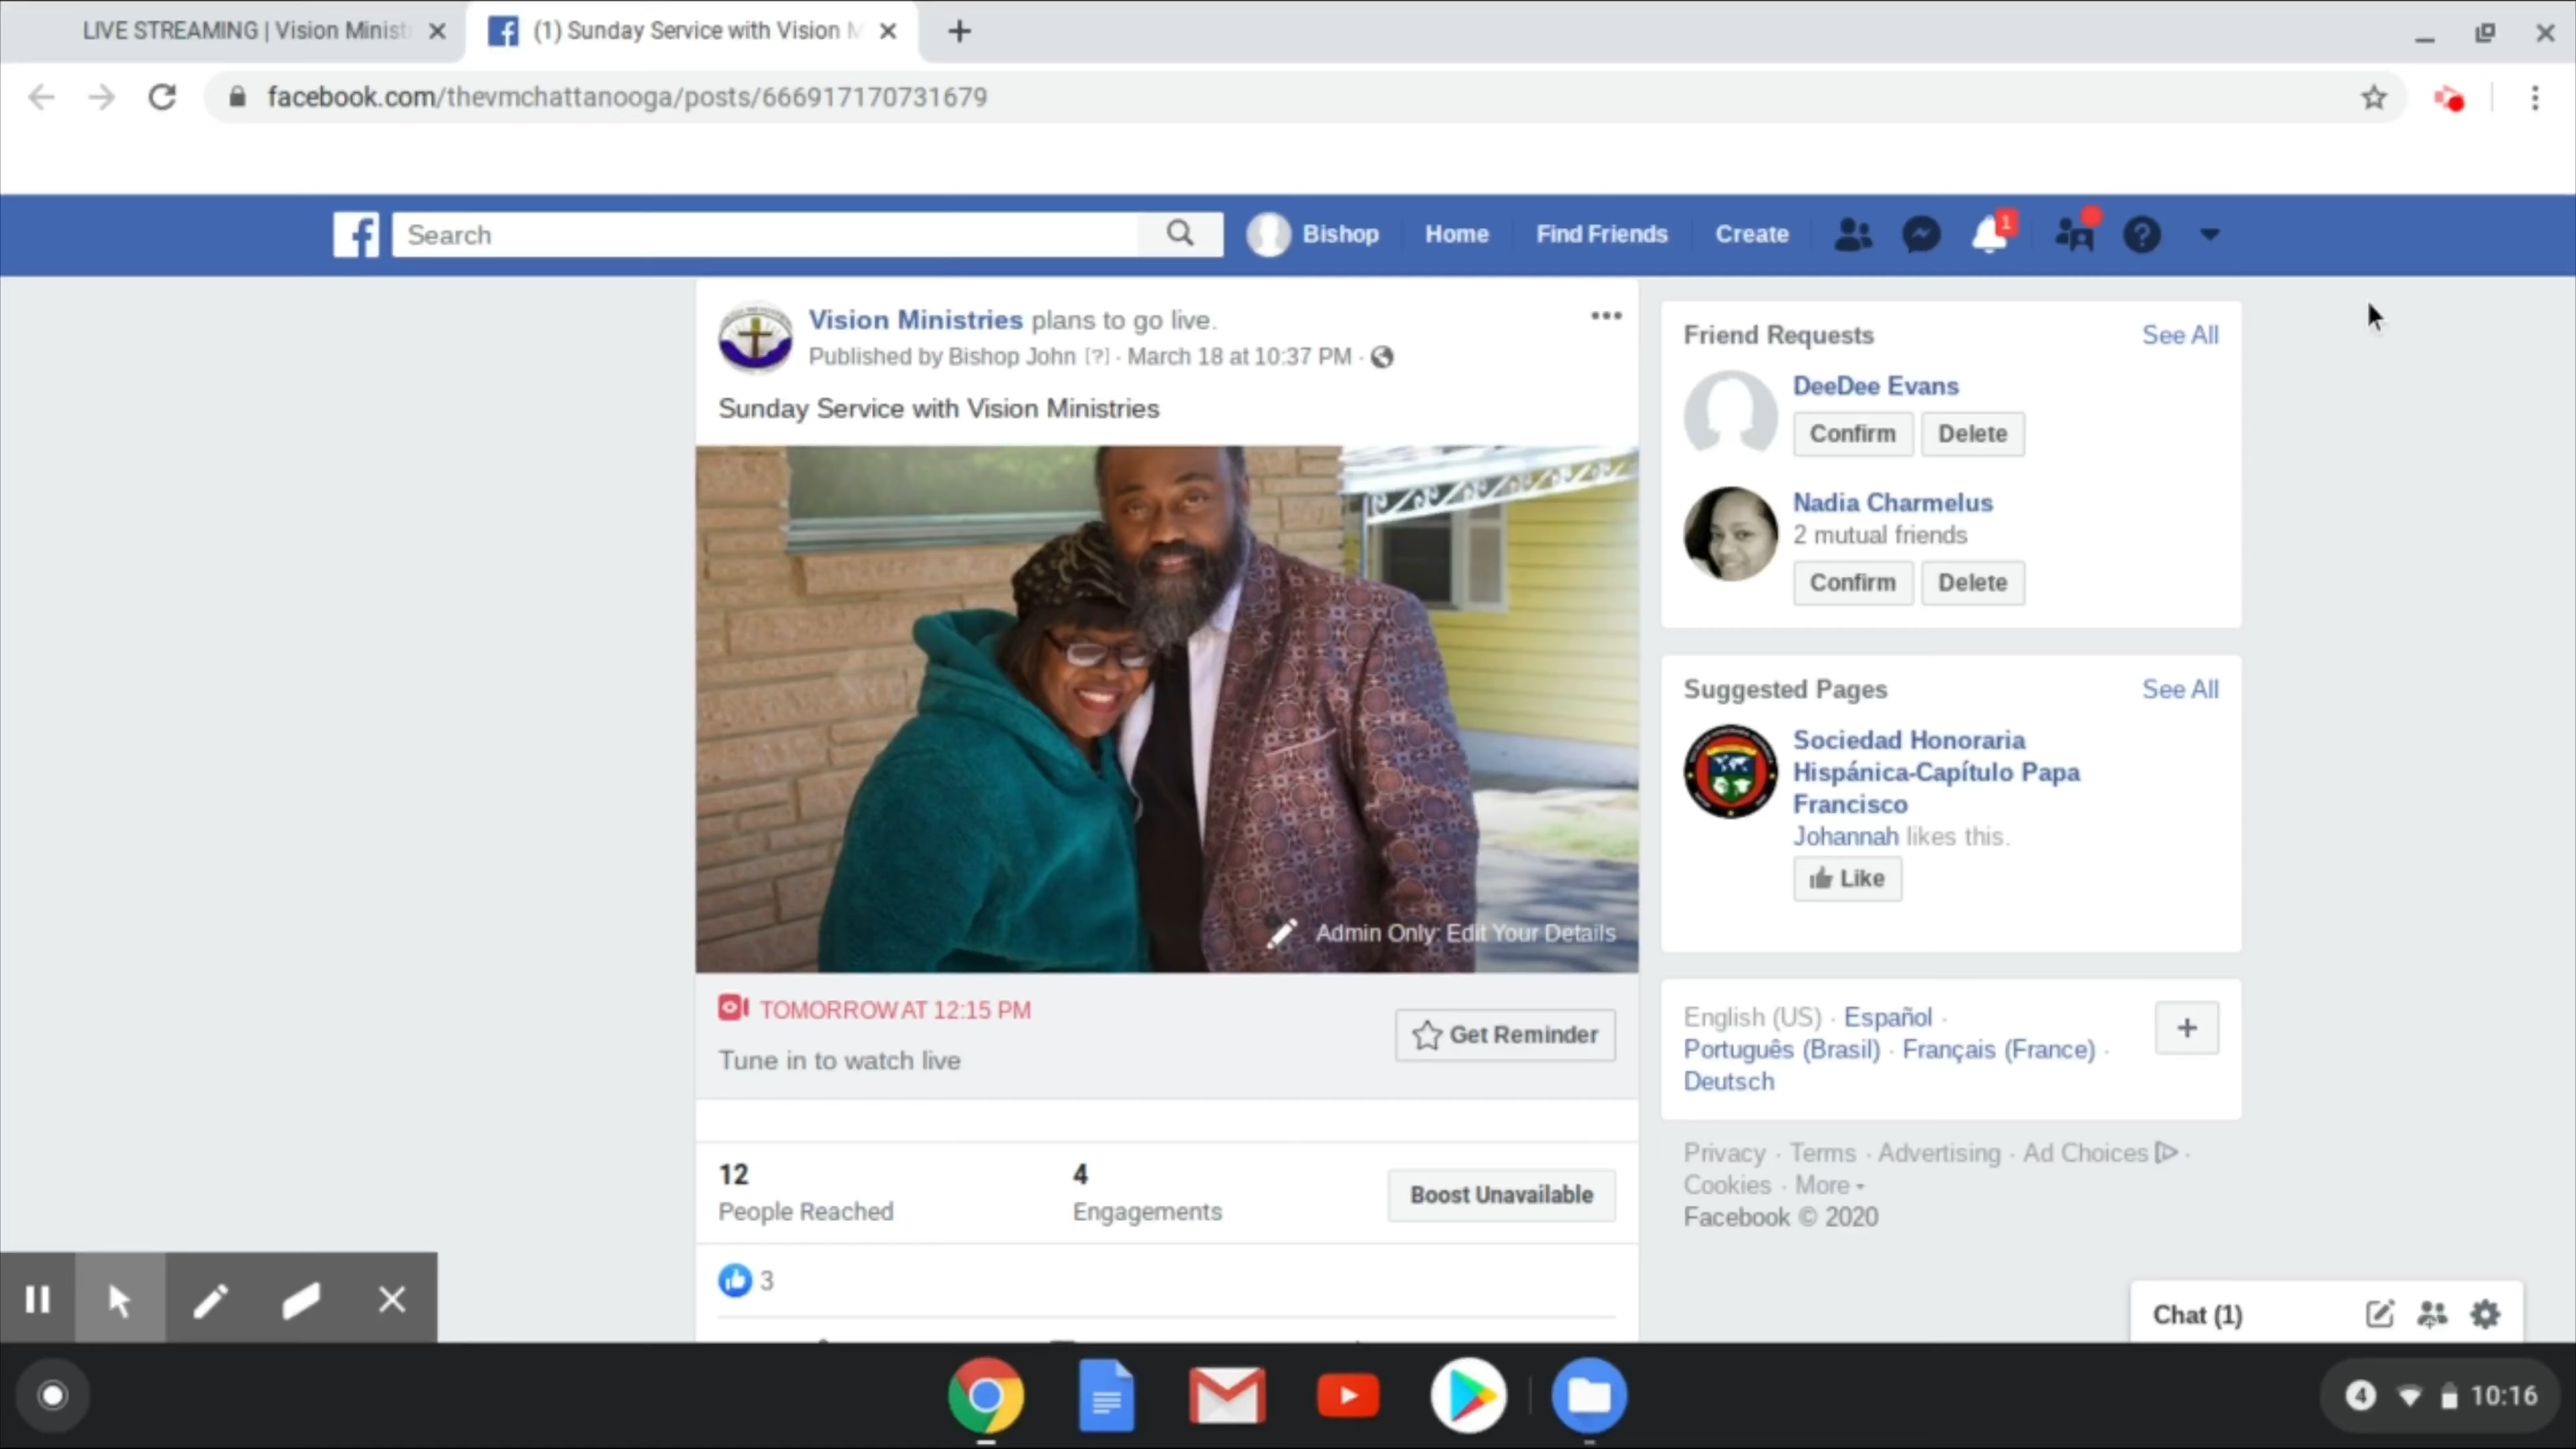 LIVE STREAMING | Vision Minist
(1) Sunday Service with Vision M
facebook.com/thevmchattanooga/posts/666917170731679
Search
Bishop Home Find Friends Create 1
Vision Ministries plans to go live.
Published by Bishop John [?] · March 18 at 10:37 PM ·
Sunday Service with Vision Ministries
Admin Only: Edit Your Details
TOMORROW AT 12:15 PM
Tune in to watch live
Get Reminder
12
People Reached
4
Engagements
Boost Unavailable
3
Friend Requests See All
DeeDee Evans
Confirm Delete
Nadia Charmelus
2 mutual friends
Confirm Delete
Suggested Pages See All
Sociedad Honoraria
Hispánica-Capítulo Papa
Francisco
Johannah likes this.
Like
English (US) · Español ·
Português (Brasil) · Français (France) ·
Deutsch
Privacy · Terms · Advertising · Ad Choices ·
Cookies · More
Facebook © 2020
Chat (1)
4 10:16